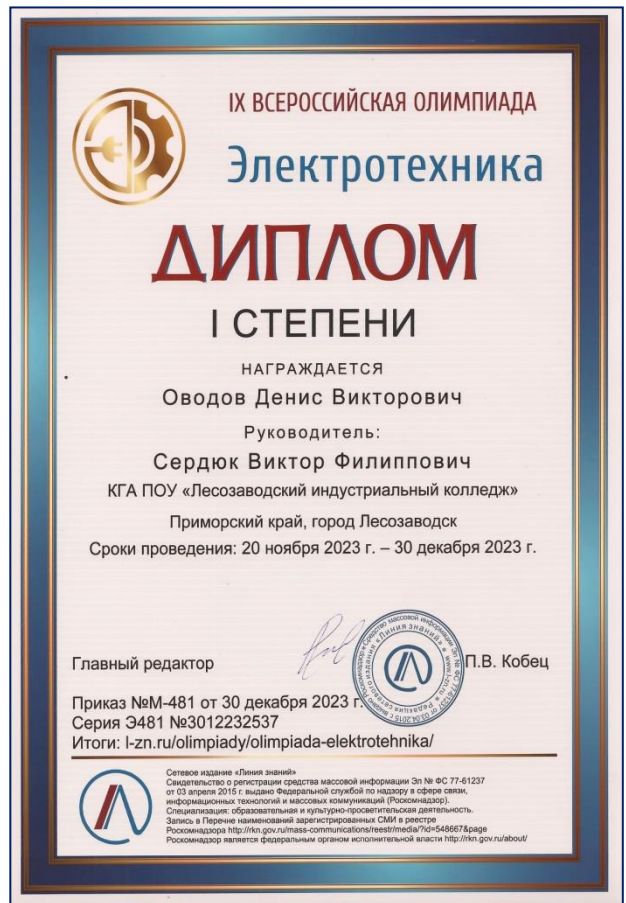 IX ВСЕРОССИЙСКАЯ ОЛИМПИАДА
Электротехника
ДИПЛОМ
I СТЕПЕНИ
НАГРАЖДАЕТСЯ
Оводов Денис Викторович
Руководитель:
Сердюк Виктор Филиппович
КГА ПОУ «Лесозаводский индустриальный колледж»
Приморский край, город Лесозаводск
Сроки проведения: 20 ноября 2023 г. – 30 декабря 2023 г.
Главный редактор
П.В. Кобец
Приказ №М-481 от 30 декабря 2023 г.
Серия Э481 №3012232537
Итоги: l-zn.ru/olimpiady/olimpiada-elektrotehnika/
Сетевое издание «Линия знаний»
Свидетельство о регистрации средства массовой информации Эл № ФС 77-61237
от 03 апреля 2015 г. выдано Федеральной службой по надзору в сфере связи,
информационных технологий и массовых коммуникаций (Роскомнадзор).
Специализация: образовательная и культурно-просветительская деятельность.
Запись в Перечне наименований зарегистрированных СМИ в реестре
Роскомнадзора http://rkn.gov.ru/mass-communications/reestr/media/?id=548667&page
Роскомнадзор является федеральным органом исполнительной власти http://rkn.gov.ru/about/